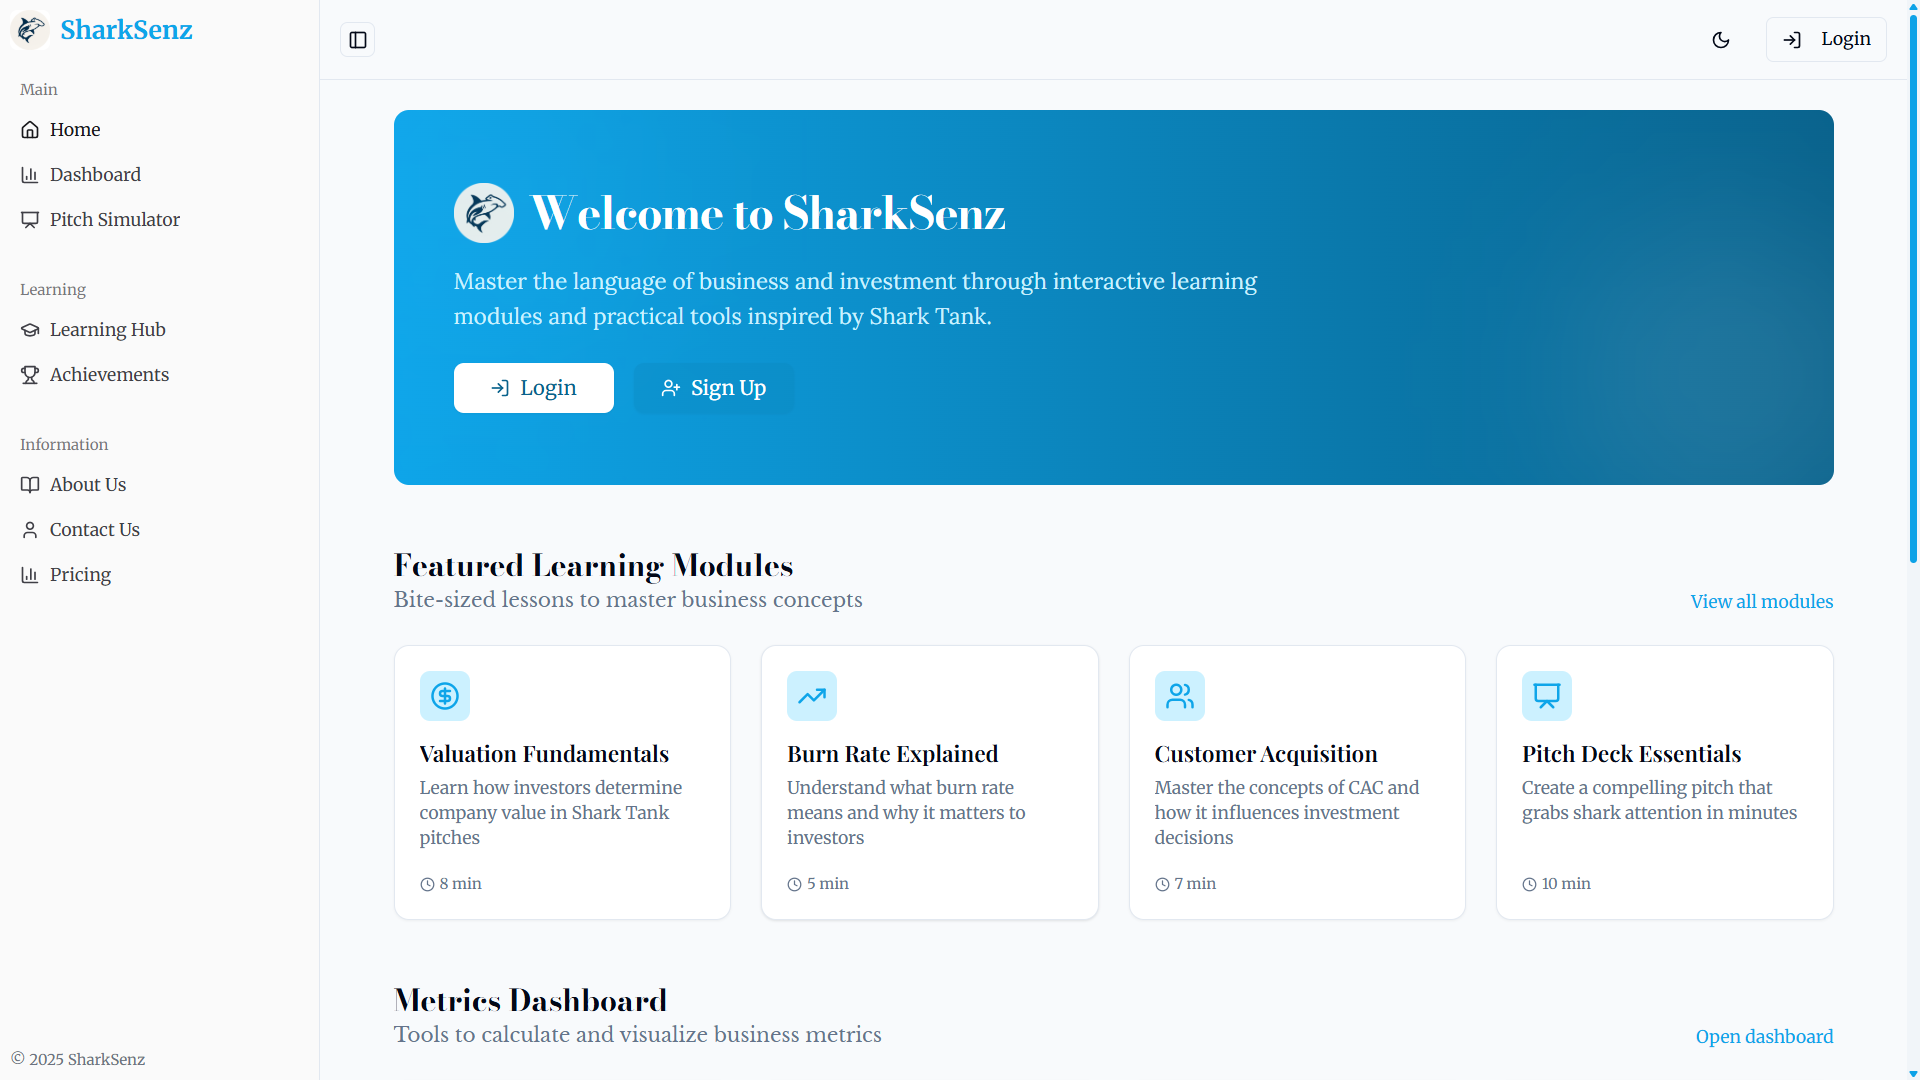 SharkSenz
Main
Home
Dashboard
Pitch Simulator
Learning
Learning Hub
Achievements
Information
About Us
Contact Us
Pricing
© 2025 SharkSenz
Login
Welcome to SharkSenz
Master the language of business and investment through interactive learning
modules and practical tools inspired by Shark Tank.
Login
Sign Up
Featured Learning Modules
Bite-sized lessons to master business concepts
View all modules
Valuation Fundamentals
Learn how investors determine
company value in Shark Tank
pitches
8 min
Burn Rate Explained
Understand what burn rate
means and why it matters to
investors
5 min
Customer Acquisition
Master the concepts of CAC and
how it influences investment
decisions
7 min
Pitch Deck Essentials
Create a compelling pitch that
grabs shark attention in minutes
10 min
Metrics Dashboard
Tools to calculate and visualize business metrics
Open dashboard